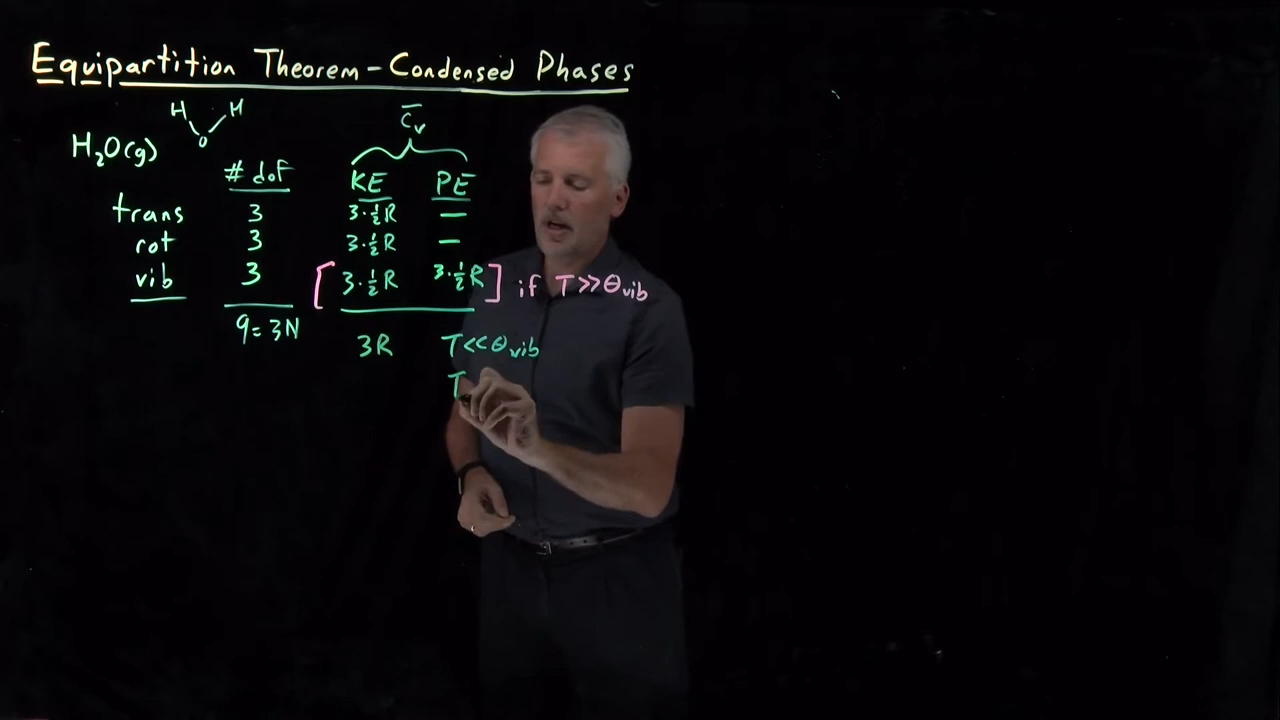 Equipartition Theorem - Condensed Phases
H H
O
H₂O(g)
C̅ᵥ
# dof KE PE
trans 3 3·½R —
rot 3 3·½R —
vib 3 [3·½R 3·½R] if T>>Θvib
9=3N
3R T<<Θvib
T